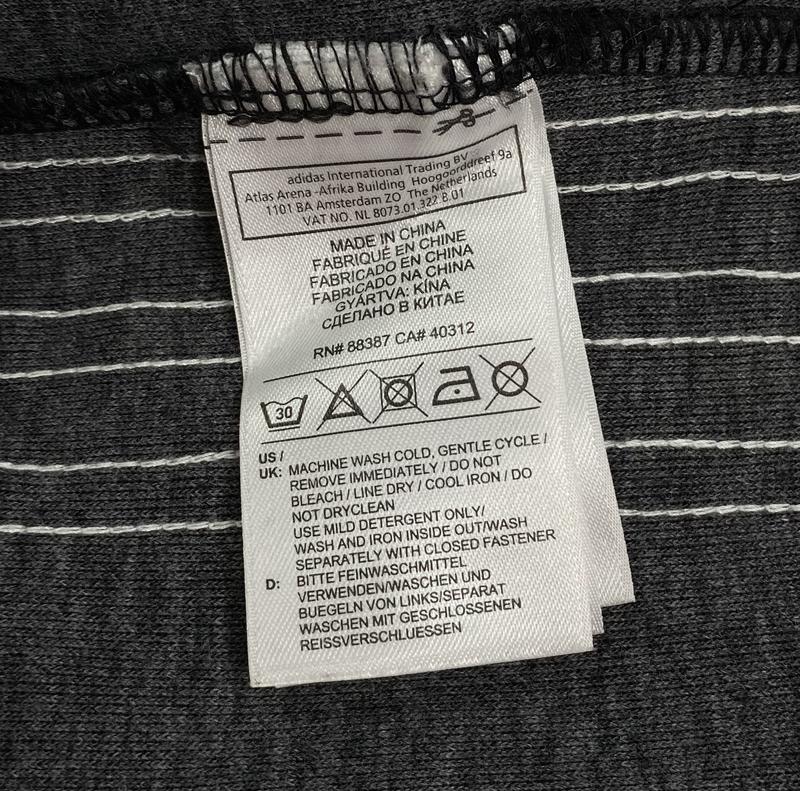 adidas International Trading BV
Atlas Arena -Afrika Building Hoogoorddreef 9a
1101 BA Amsterdam ZO The Netherlands
VAT NO. NL 8073.01.322 B 01
MADE IN CHINA
FABRIQUÉ EN CHINE
FABRICADO EN CHINA
FABRICADO NA CHINA
GYÁRTVA: KÍNA
СДЕЛАНО В КИТАЕ
RN# 88387 CA# 40312
30
US /
UK: MACHINE WASH COLD, GENTLE CYCLE /
REMOVE IMMEDIATELY / DO NOT
BLEACH / LINE DRY / COOL IRON / DO
NOT DRYCLEAN
USE MILD DETERGENT ONLY/
WASH AND IRON INSIDE OUT/WASH
SEPARATELY WITH CLOSED FASTENER
D: BITTE FEINWASCHMITTEL
VERWENDEN/WASCHEN UND
BUEGELN VON LINKS/SEPARAT
WASCHEN MIT GESCHLOSSENEN
REISSVERSCHLUESSEN